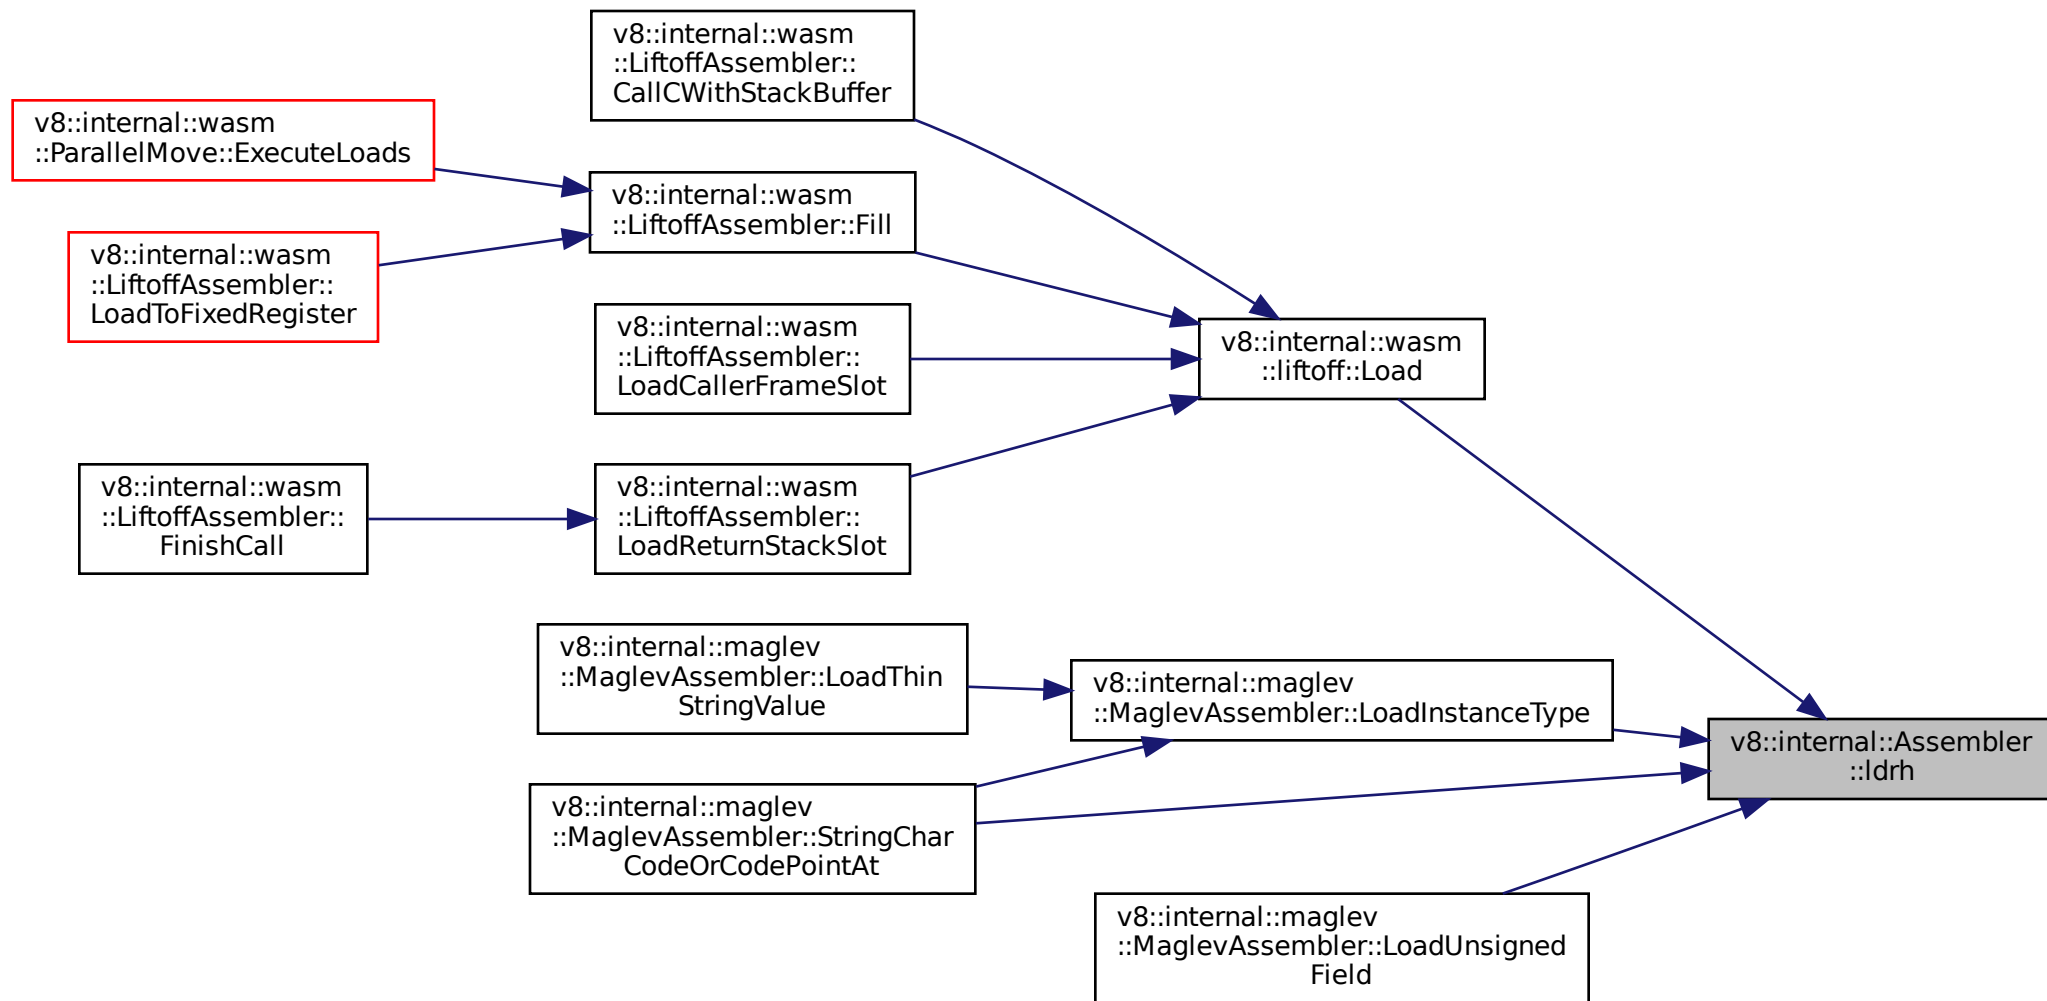 v8::internal::wasm
::LiftoffAssembler::
CallCWithStackBuffer
v8::internal::wasm
::ParallelMove::ExecuteLoads
v8::internal::wasm
::LiftoffAssembler::Fill
v8::internal::wasm
::LiftoffAssembler::
LoadToFixedRegister
v8::internal::wasm
::LiftoffAssembler::
LoadCallerFrameSlot
v8::internal::wasm
::liftoff::Load
v8::internal::wasm
::LiftoffAssembler::
FinishCall
v8::internal::wasm
::LiftoffAssembler::
LoadReturnStackSlot
v8::internal::maglev
::MaglevAssembler::LoadThin
StringValue
v8::internal::maglev
::MaglevAssembler::LoadInstanceType
v8::internal::Assembler
::ldrh
v8::internal::maglev
::MaglevAssembler::StringChar
CodeOrCodePointAt
v8::internal::maglev
::MaglevAssembler::LoadUnsigned
Field